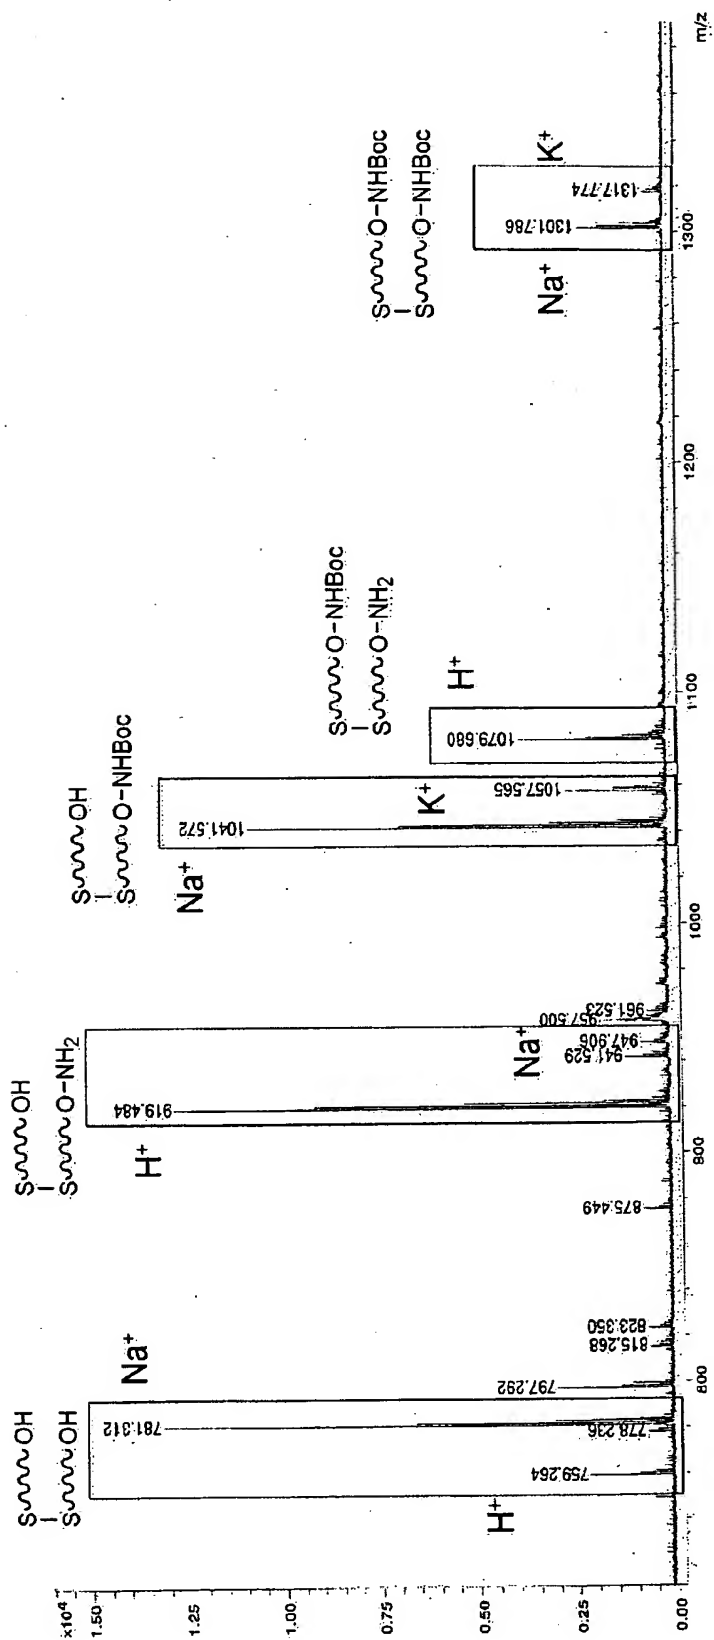 S〰OH
S〰OH
Na⁺
H⁺
S〰OH
S〰O-NH₂
H⁺
Na⁺
S〰OH
S〰O-NHBoc
Na⁺
K⁺
S〰O-NHBoc
S〰O-NH₂
H⁺
S〰O-NHBoc
S〰O-NHBoc
Na⁺
K⁺
759.264
778.236
781.312
797.292
815.268
823.350
875.449
919.484
941.529
947.906
957.500
961.523
1041.572
1057.565
1079.680
1301.786
1317.774
x10⁴
1.50
1.25
1.00
0.75
0.50
0.25
0.00
800
800
1000
1100
1200
1300
m/z